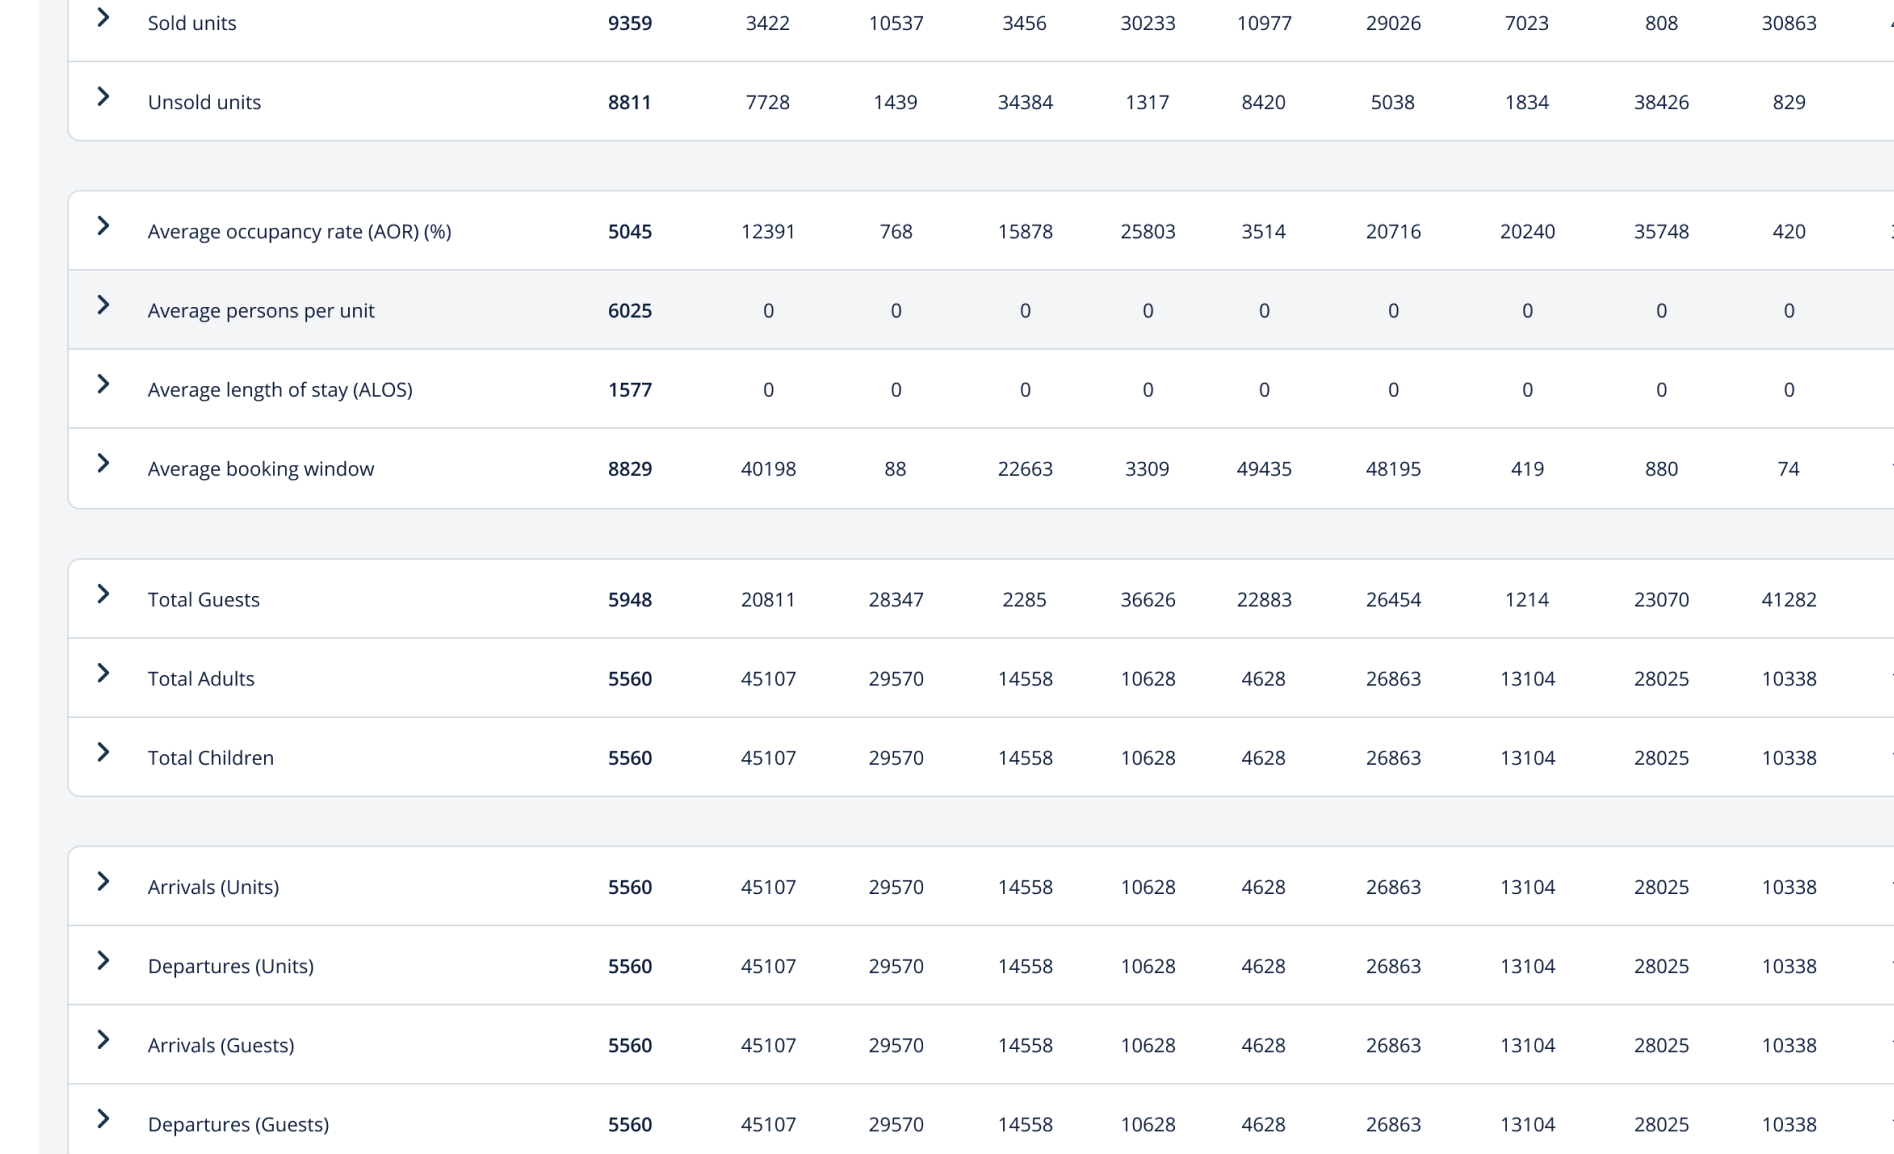 Sold units 9359 3422 10537 3456 30233 10977 29026 7023 808 30863
Unsold units 8811 7728 1439 34384 1317 8420 5038 1834 38426 829
Average occupancy rate (AOR) (%) 5045 12391 768 15878 25803 3514 20716 20240 35748 420
Average persons per unit 6025 0 0 0 0 0 0 0 0 0
Average length of stay (ALOS) 1577 0 0 0 0 0 0 0 0 0
Average booking window 8829 40198 88 22663 3309 49435 48195 419 880 74
Total Guests 5948 20811 28347 2285 36626 22883 26454 1214 23070 41282
Total Adults 5560 45107 29570 14558 10628 4628 26863 13104 28025 10338
Total Children 5560 45107 29570 14558 10628 4628 26863 13104 28025 10338
Arrivals (Units) 5560 45107 29570 14558 10628 4628 26863 13104 28025 10338
Departures (Units) 5560 45107 29570 14558 10628 4628 26863 13104 28025 10338
Arrivals (Guests) 5560 45107 29570 14558 10628 4628 26863 13104 28025 10338
Departures (Guests) 5560 45107 29570 14558 10628 4628 26863 13104 28025 10338